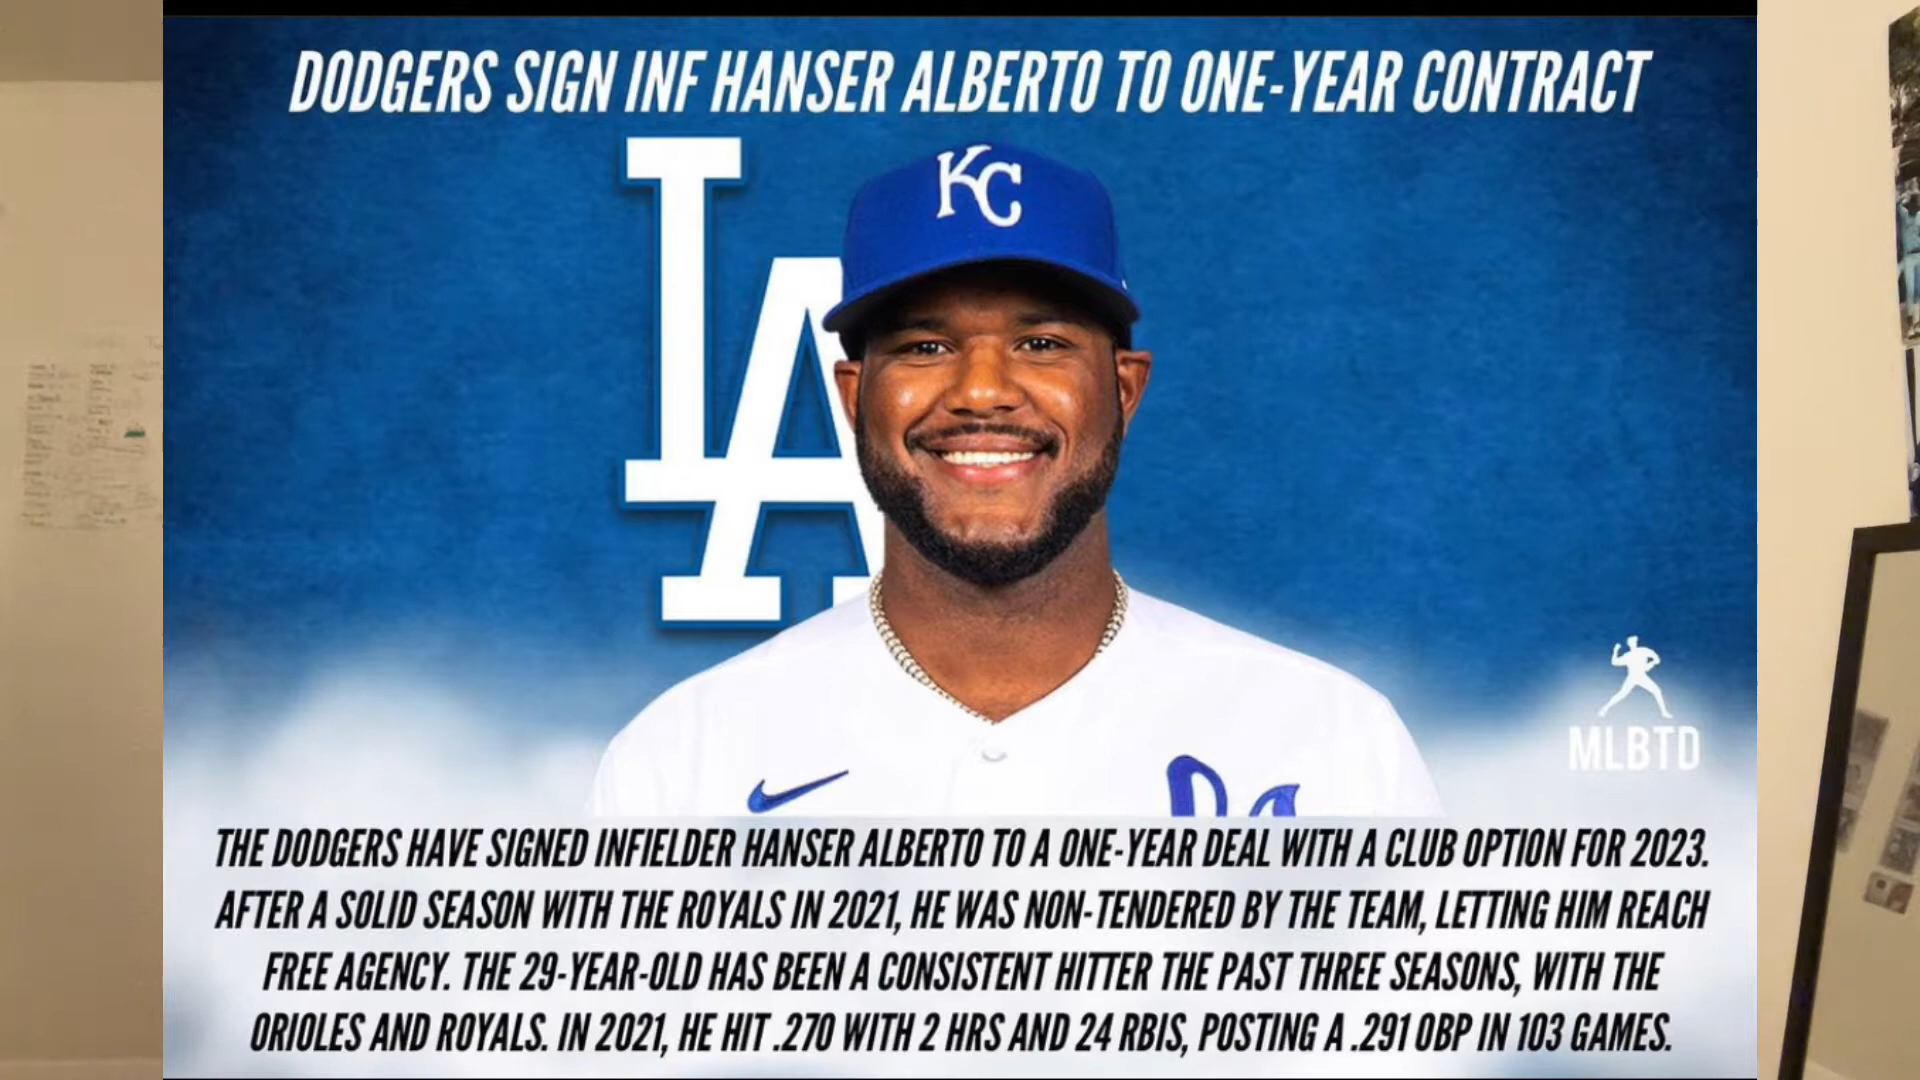 DODGERS SIGN INF HANSER ALBERTO TO ONE-YEAR CONTRACT
LA
KC
MLBTD
THE DODGERS HAVE SIGNED INFIELDER HANSER ALBERTO TO A ONE-YEAR DEAL WITH A CLUB OPTION FOR 2023.
AFTER A SOLID SEASON WITH THE ROYALS IN 2021, HE WAS NON-TENDERED BY THE TEAM, LETTING HIM REACH
FREE AGENCY. THE 29-YEAR-OLD HAS BEEN A CONSISTENT HITTER THE PAST THREE SEASONS, WITH THE
ORIOLES AND ROYALS. IN 2021, HE HIT .270 WITH 2 HRS AND 24 RBIS, POSTING A .291 OBP IN 103 GAMES.